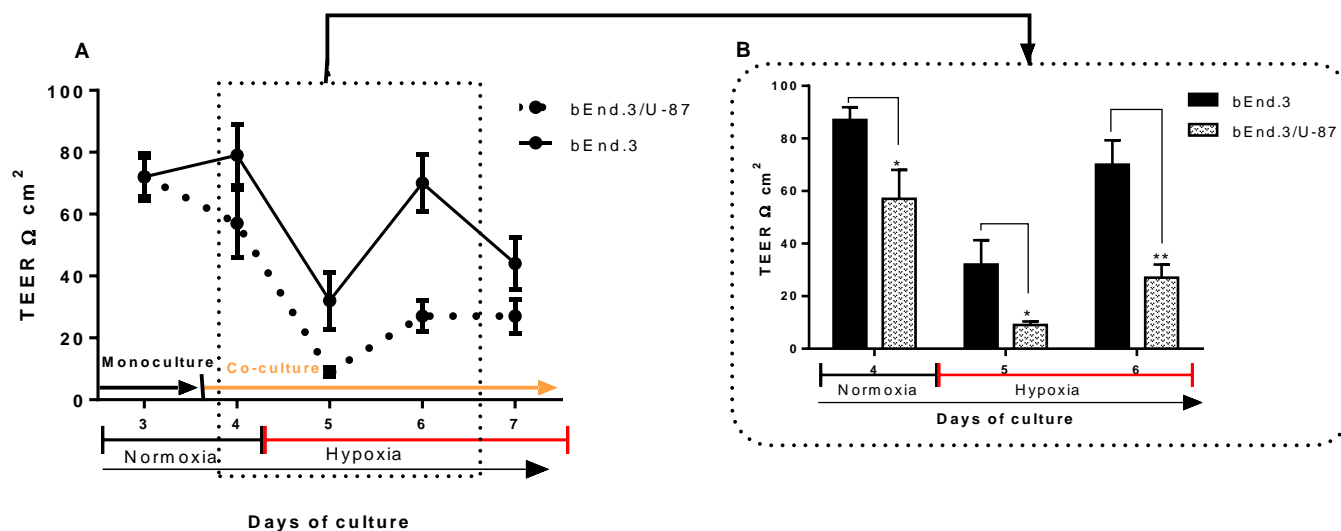 A
TEER Ω cm²
100
80
60
40
20
0
bEnd.3/U-87
bEnd.3
Monoculture
Co-culture
3 4 5 6 7
Normoxia Hypoxia
Days of culture
B
TEER Ω cm²
100
80
60
40
20
0
bEnd.3
bEnd.3/U-87
*
*
**
4 5 6
Normoxia Hypoxia
Days of culture